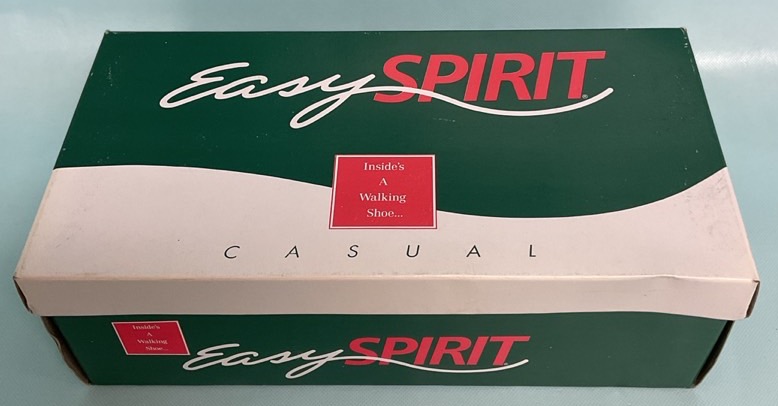 Easy SPIRIT®
Inside's
A
Walking
Shoe...
CASUAL
Inside's
A
Walking
Shoe...
Easy SPIRIT